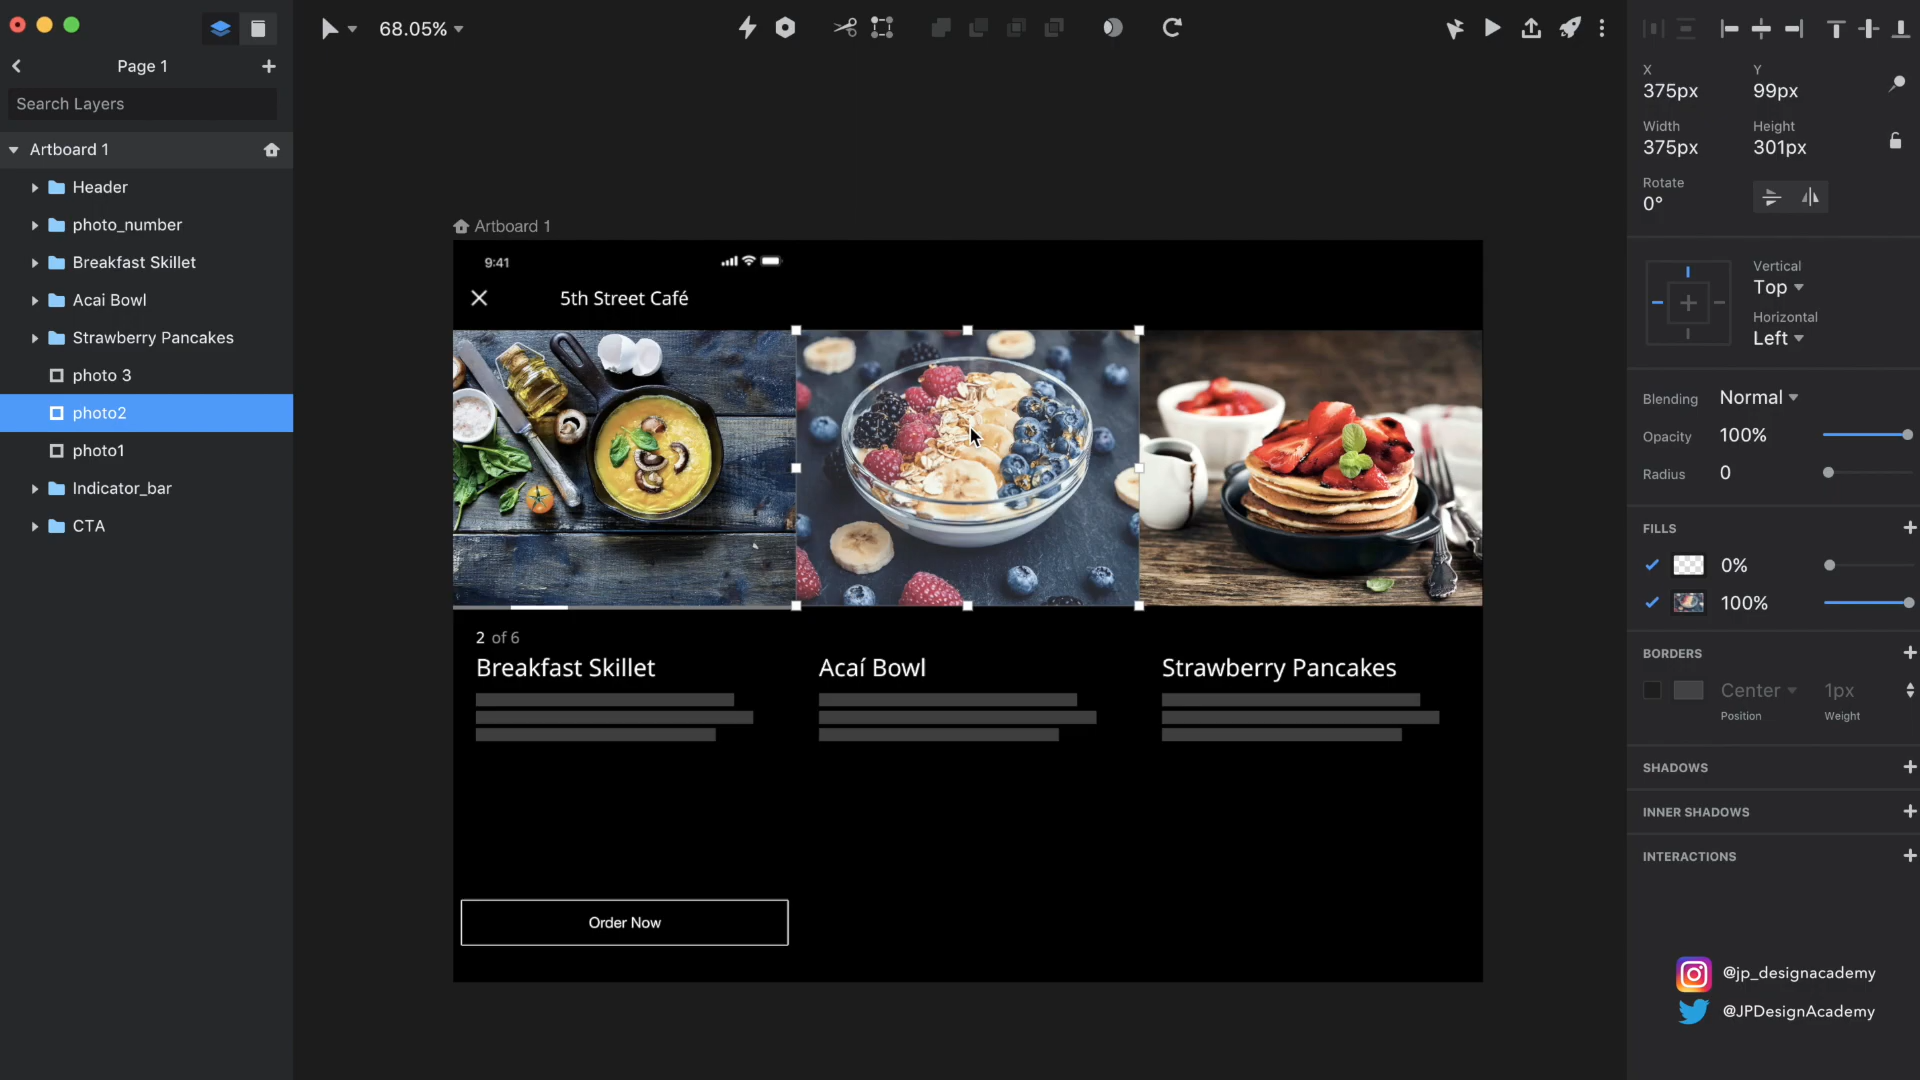 Page 1
Search Layers
Artboard 1
Header
photo_number
Breakfast Skillet
Acai Bowl
Strawberry Pancakes
photo 3
photo2
photo1
Indicator_bar
CTA
68.05%
Artboard 1
9:41
5th Street Café
2 of 6
Breakfast Skillet
Acaí Bowl
Strawberry Pancakes
Order Now
X
Y
375px
99px
Width
Height
375px
301px
Rotate
0°
Vertical
Top
Horizontal
Left
Blending
Normal
Opacity
100%
Radius
0
FILLS
0%
100%
BORDERS
Center
1px
Position
Weight
SHADOWS
INNER SHADOWS
INTERACTIONS
@jp_designacademy
@JPDesignAcademy